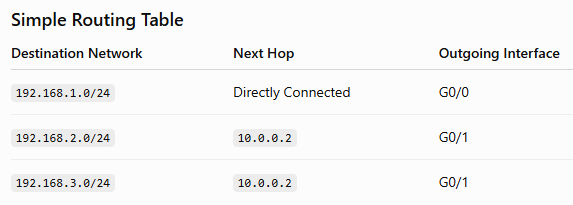 Simple Routing Table
Destination Network Next Hop Outgoing Interface
192.168.1.0/24 Directly Connected G0/0
192.168.2.0/24 10.0.0.2 G0/1
192.168.3.0/24 10.0.0.2 G0/1